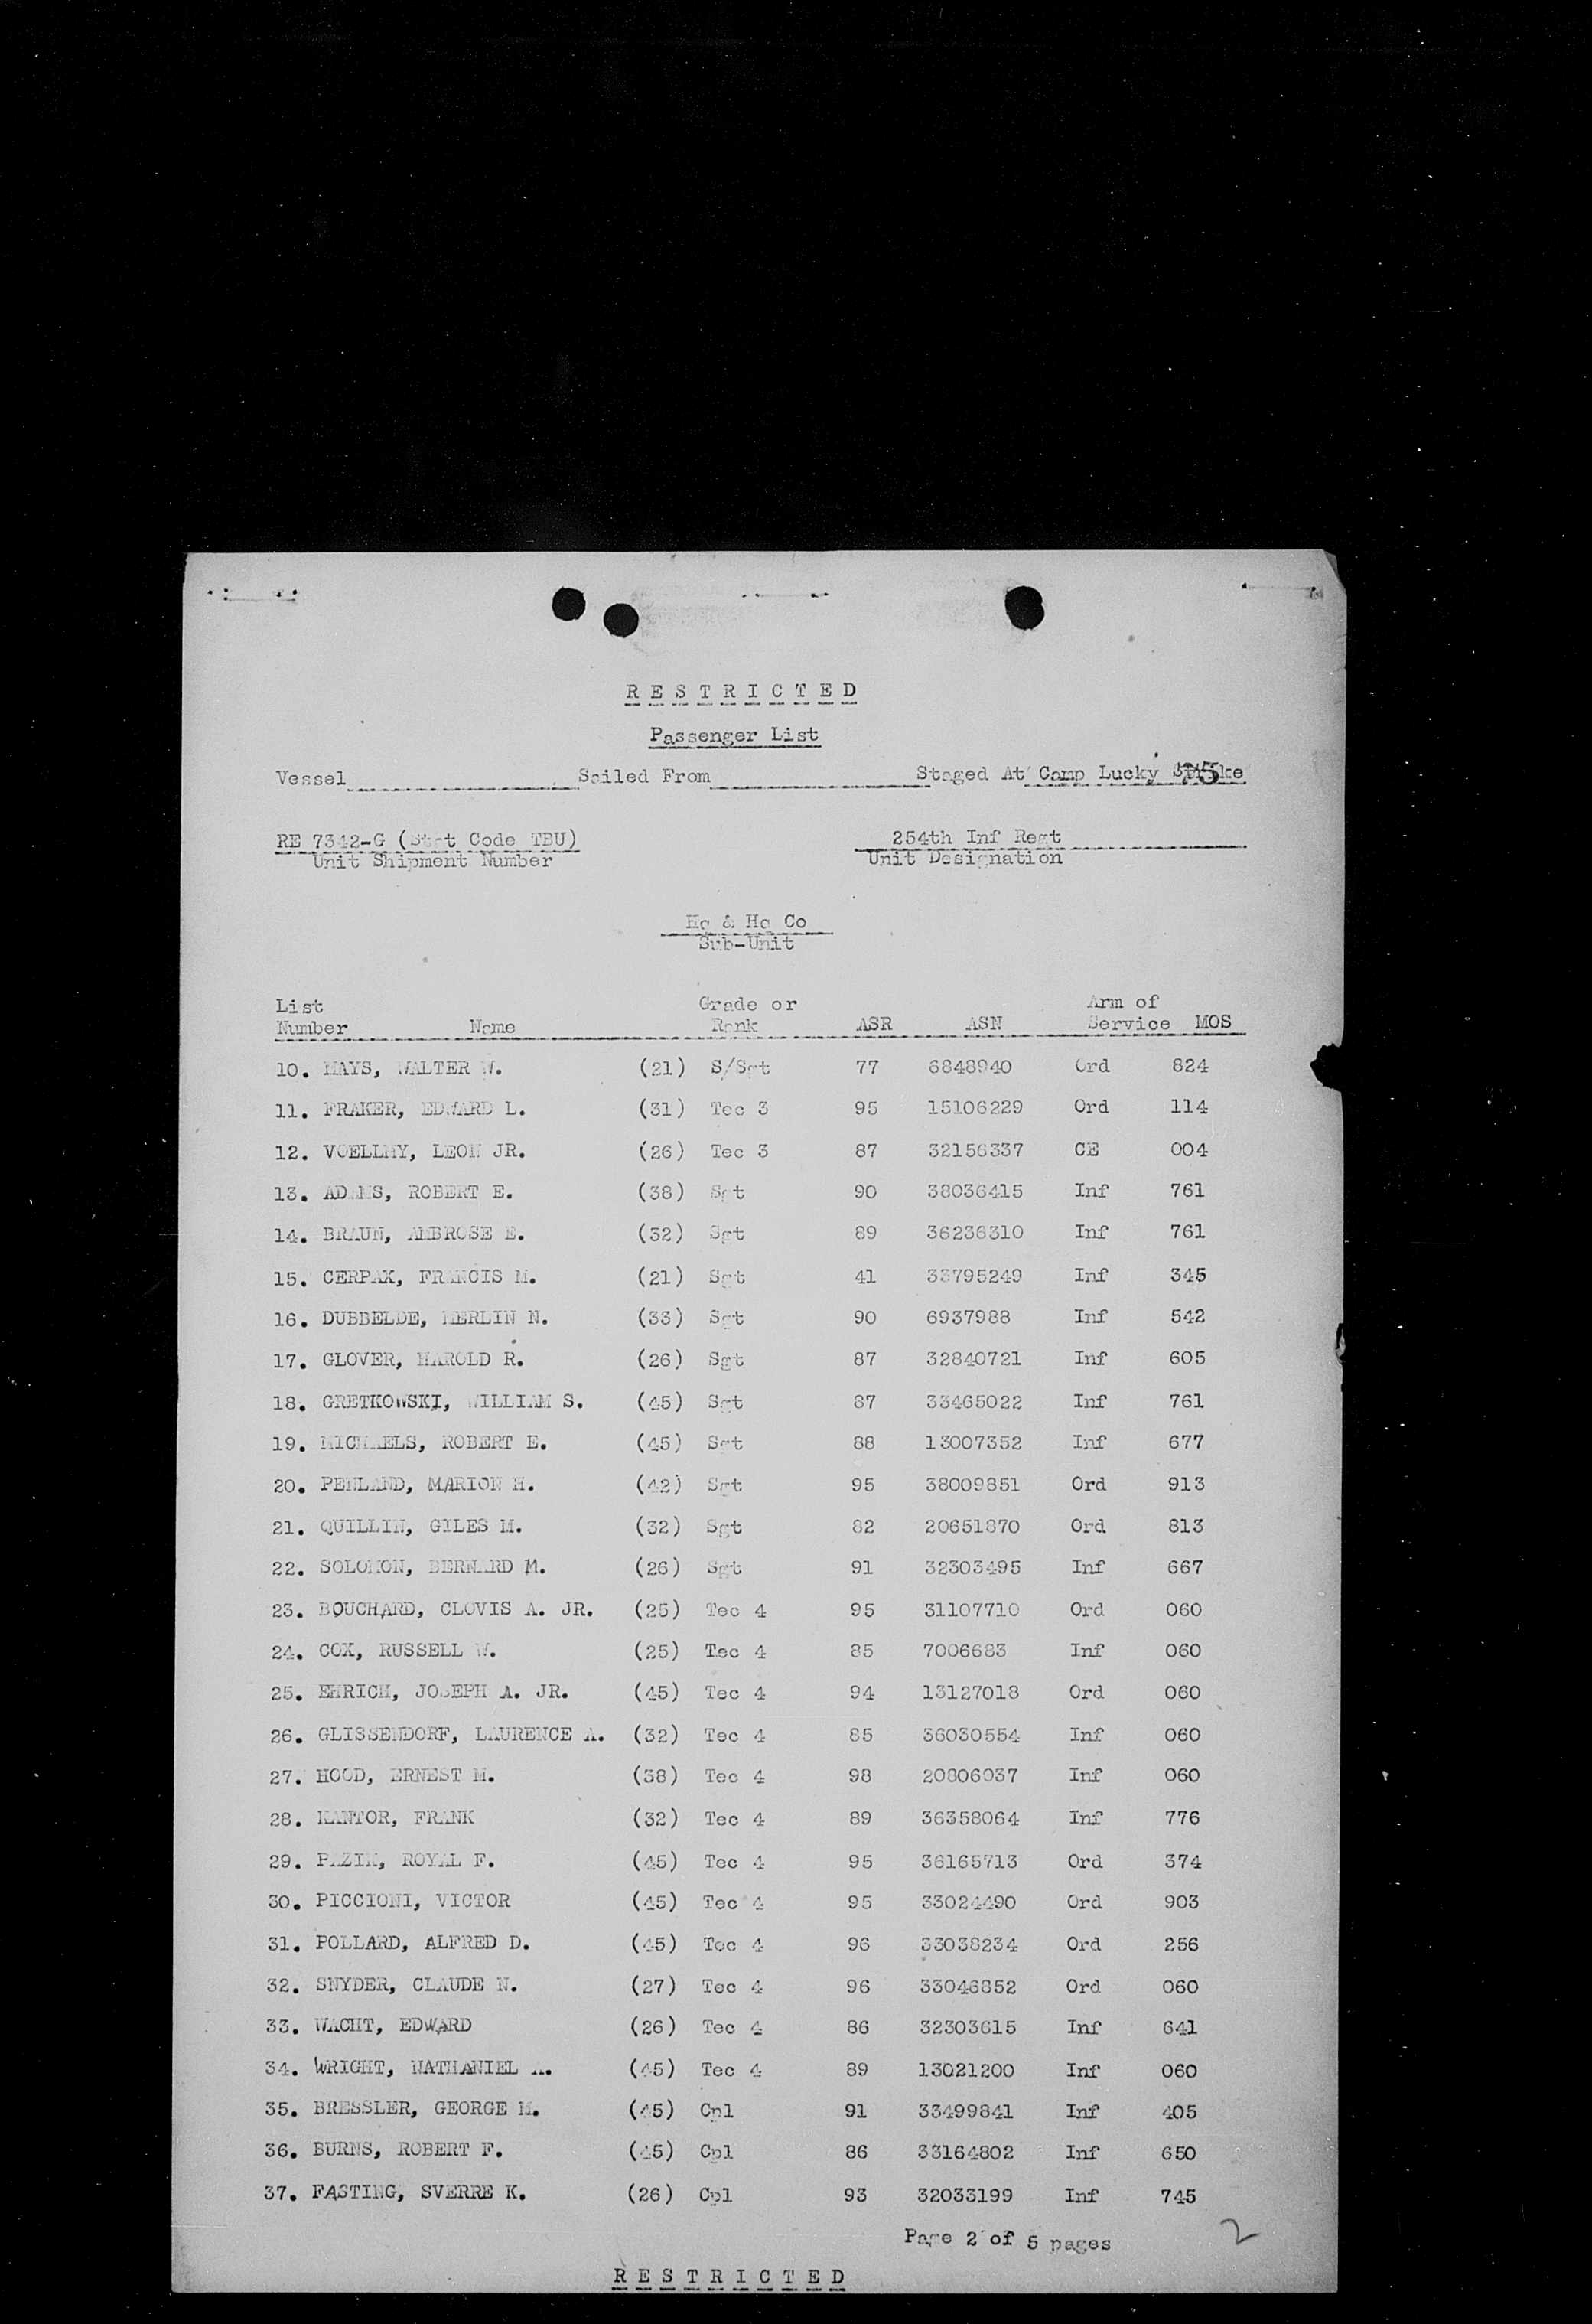 RESTRICTED
Passenger List
Vessel Sailed From Staged At Camp Lucky Strike
75
RE 7342-G (Stat Code TBU) 254th Inf Regt
Unit Shipment Number Unit Designation
Hq & Hq Co
Sub-Unit
List Grade or Arm of
Number Name Rank ASR ASN Service MOS
10. MAYS, WALTER W. (21) S/Sgt 77 6848940 Ord 824
11. FRAKER, EDWARD L. (31) Tec 3 95 15106229 Ord 114
12. VOELLMY, LEON JR. (26) Tec 3 87 32156337 CE 004
13. ADAMS, ROBERT E. (38) Sgt 90 38036415 Inf 761
14. BRAUN, AMBROSE E. (32) Sgt 89 36236310 Inf 761
15. CERPAK, FRANCIS M. (21) Sgt 41 33795249 Inf 345
16. DUBBELDE, MERLIN N. (33) Sgt 90 6937988 Inf 542
17. GLOVER, HAROLD R. (26) Sgt 87 32840721 Inf 605
18. GRETKOWSKI, WILLIAM S. (45) Sgt 87 33465022 Inf 761
19. MICHAELS, ROBERT E. (45) Sgt 88 13007352 Inf 677
20. PENLAND, MARION H. (42) Sgt 95 38009851 Ord 913
21. QUILLIN, GILES M. (32) Sgt 82 20651870 Ord 813
22. SOLOMON, BERNARD M. (26) Sgt 91 32303495 Inf 667
23. BOUCHARD, CLOVIS A. JR. (25) Tec 4 95 31107710 Ord 060
24. COX, RUSSELL W. (25) Tec 4 85 7006683 Inf 060
25. EHRICH, JOSEPH A. JR. (45) Tec 4 94 13127018 Ord 060
26. GLISSENDORF, LAURENCE A. (32) Tec 4 85 36030554 Inf 060
27. HOOD, ERNEST M. (38) Tec 4 98 20806037 Inf 060
28. KANTOR, FRANK (32) Tec 4 89 36358064 Inf 776
29. PAZIK, ROYAL F. (45) Tec 4 95 36165713 Ord 374
30. PICCIONI, VICTOR (45) Tec 4 95 33024490 Ord 903
31. POLLARD, ALFRED D. (45) Tec 4 96 33038234 Ord 256
32. SNYDER, CLAUDE N. (27) Tec 4 96 33046852 Ord 060
33. WACHT, EDWARD (26) Tec 4 86 32303615 Inf 641
34. WRIGHT, NATHANIEL (45) Tec 4 89 13021200 Inf 060
35. BRESSLER, GEORGE M. (45) Cpl 91 33499841 Inf 405
36. BURNS, ROBERT F. (45) Cpl 86 33164802 Inf 650
37. FASTING, SVERRE K. (26) Cpl 93 32033199 Inf 745
Page 2 of 5 pages 2
RESTRICTED